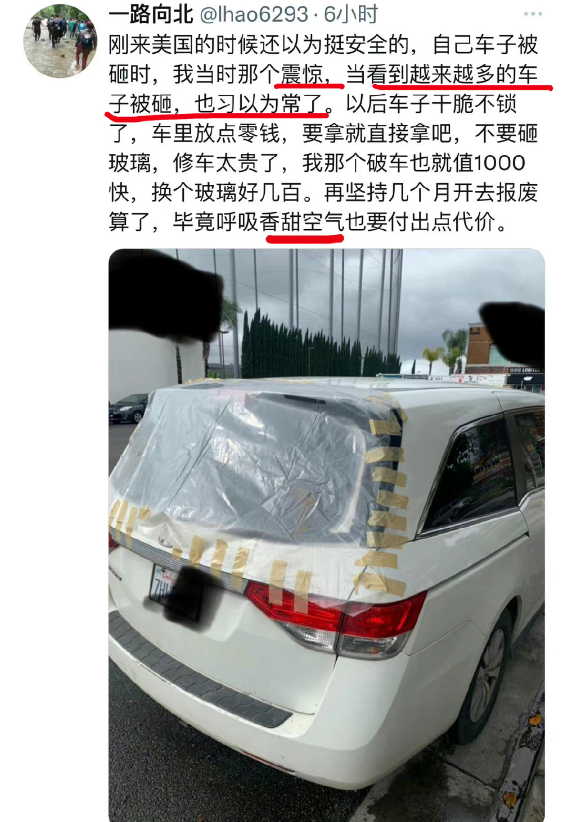 一路向北 @lhao6293·6小时 ···
刚来美国的时候还以为挺安全的，自己车子被
砸时，我当时那个震惊，当看到越来越多的车
子被砸，也习以为常了。以后车子干脆不锁
了，车里放点零钱，要拿就直接拿吧，不要砸
玻璃，修车太贵了，我那个破车也就值1000
快，换个玻璃好几百。再坚持几个月开去报废
算了，毕竟呼吸香甜空气也要付出点代价。